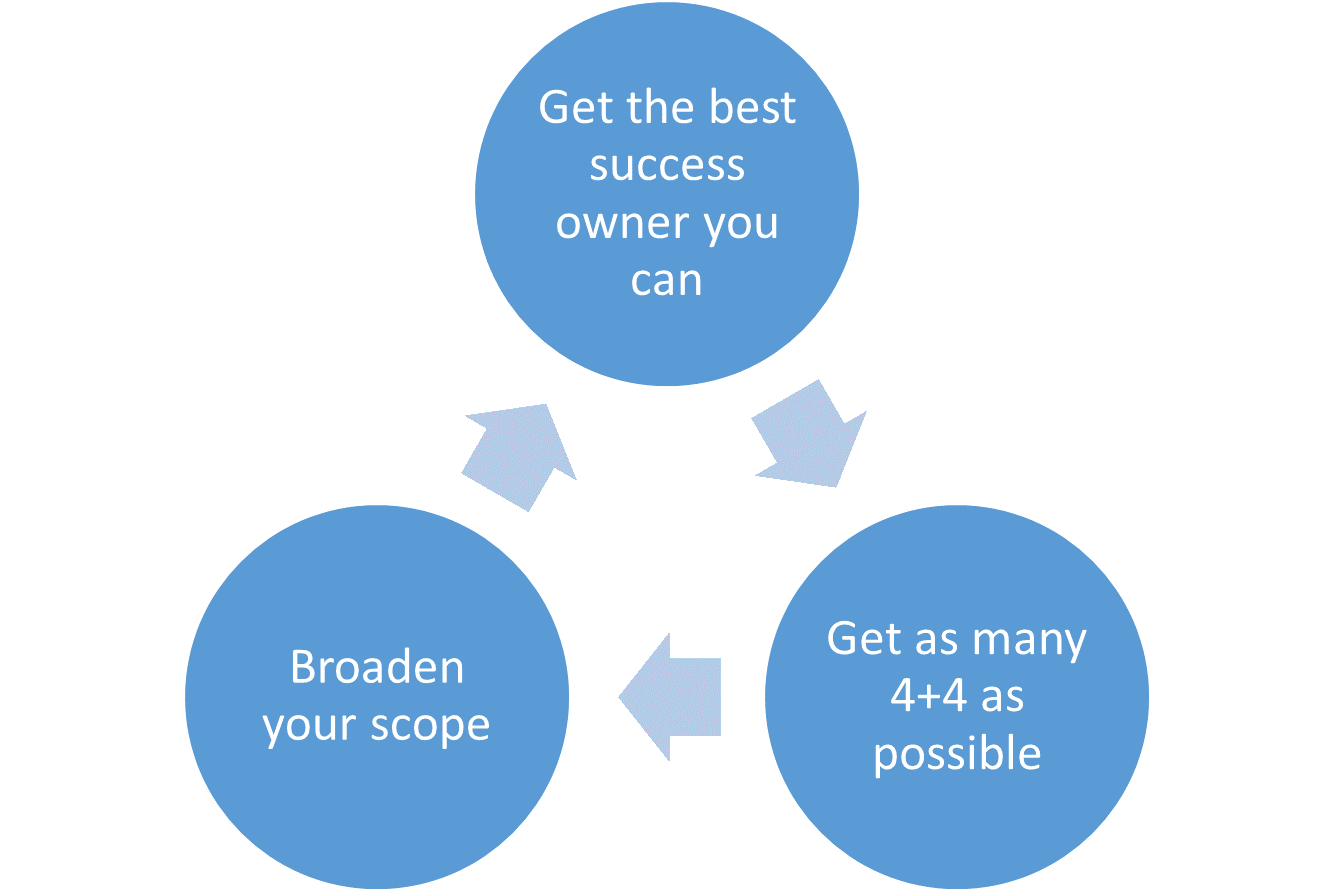 Get the best
success
owner you
can
Get as many
4+4 as
possible
Broaden
your scope